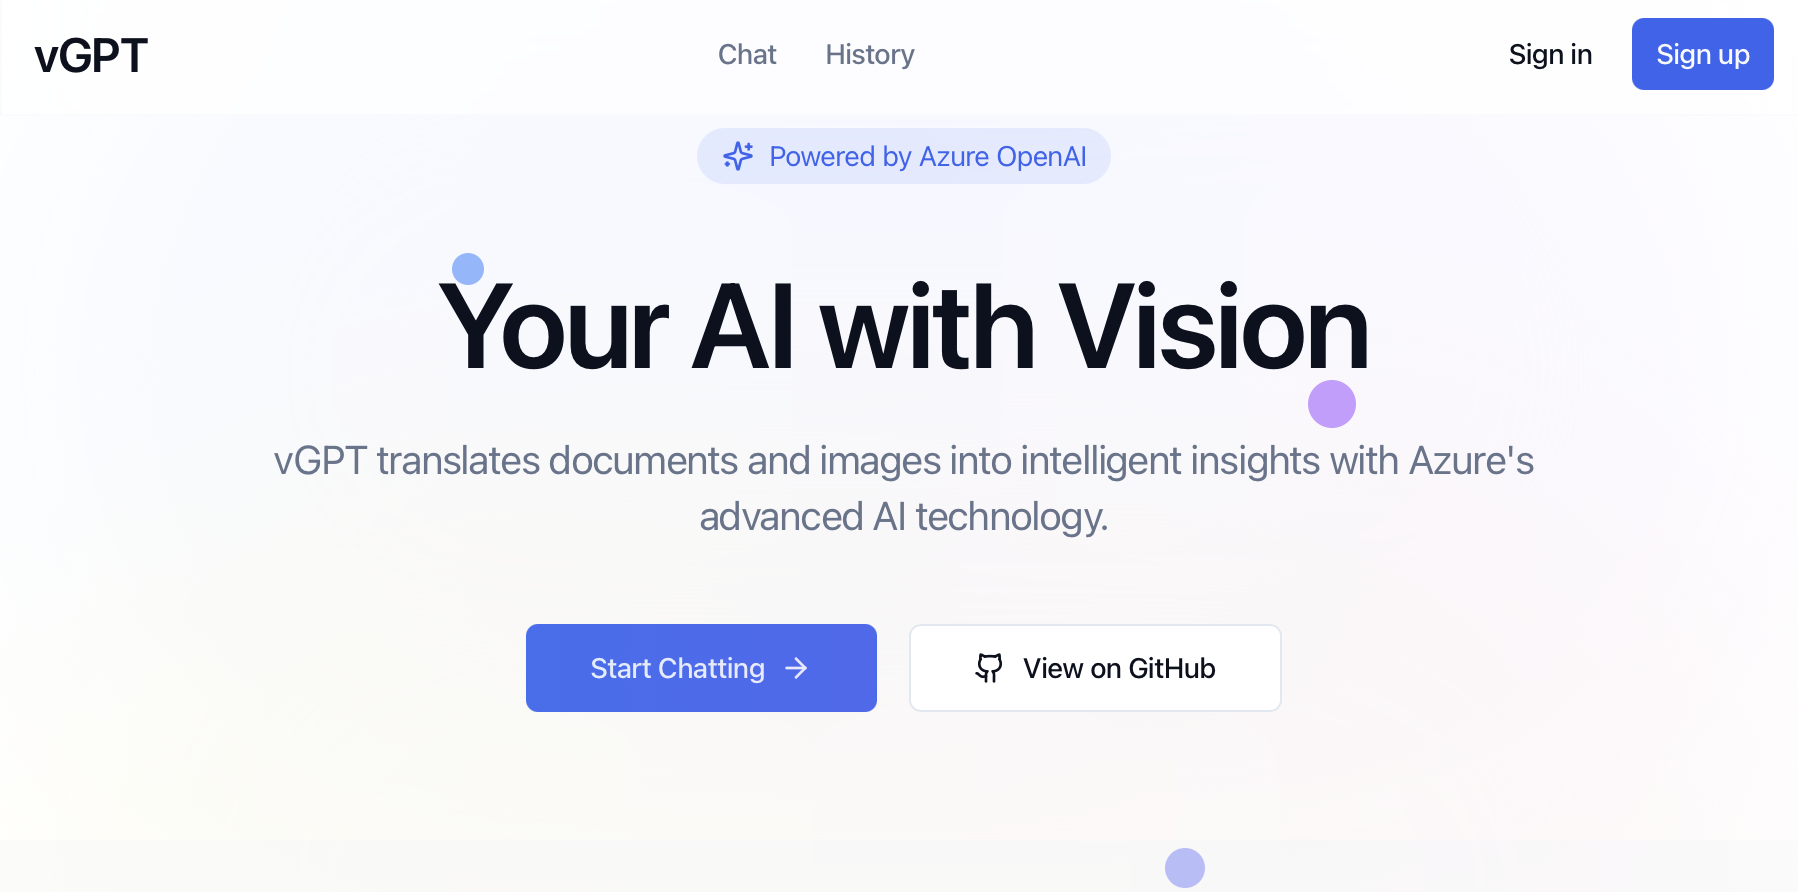 vGPT
Chat
History
Sign in
Sign up
Powered by Azure OpenAI
Your AI with Vision
vGPT translates documents and images into intelligent insights with Azure's
advanced AI technology.
Start Chatting
View on GitHub